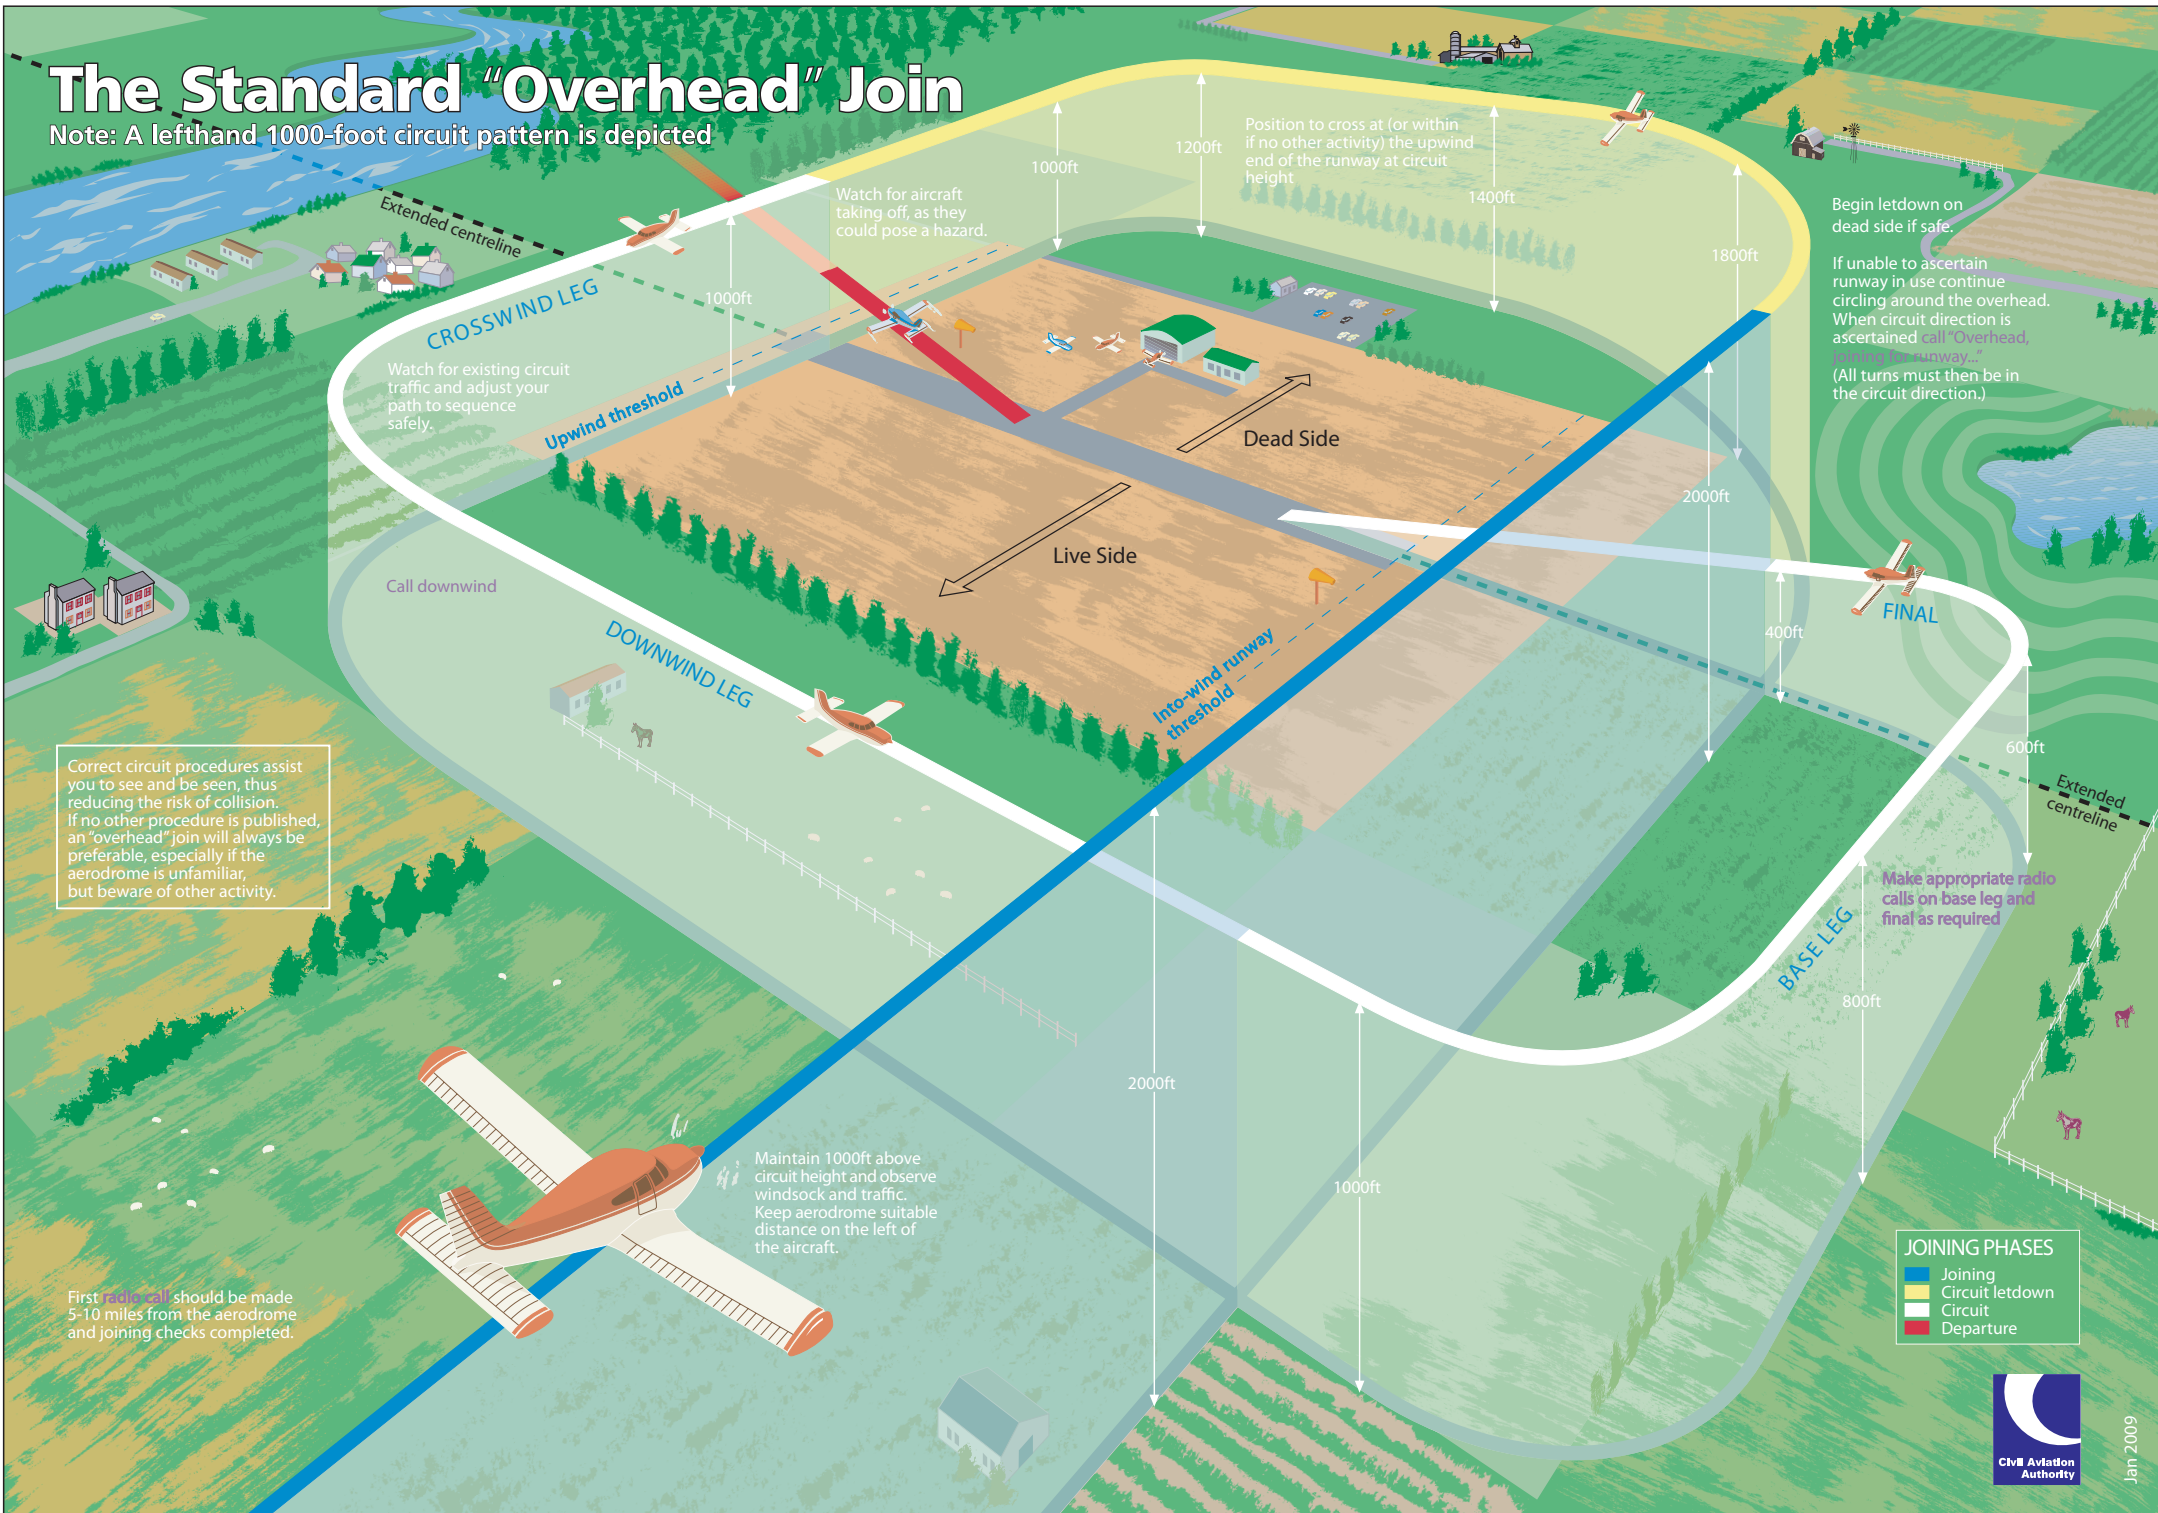 The Standard “Overhead” Join
Note: A lefthand 1000-foot circuit pattern is depicted
Extended centreline
CROSSWIND LEG
Watch for existing circuit
traffic and adjust your
path to sequence
safely.
Upwind threshold
1000ft
Watch for aircraft
taking off, as they
could pose a hazard.
1000ft
1200ft
Position to cross at (or within
if no other activity) the upwind
end of the runway at circuit
height
1400ft
1800ft
Begin letdown on
dead side if safe.
If unable to ascertain
runway in use continue
circling around the overhead.
When circuit direction is
ascertained call “Overhead,
joining for runway...”
(All turns must then be in
the circuit direction.)
Dead Side
Live Side
2000ft
Call downwind
DOWNWIND LEG
Into-wind runway
threshold
400ft
FINAL
600ft
Extended
centreline
Correct circuit procedures assist
you to see and be seen, thus
reducing the risk of collision.
If no other procedure is published,
an “overhead” join will always be
preferable, especially if the
aerodrome is unfamiliar,
but beware of other activity.
Make appropriate radio
calls on base leg and
final as required
BASE LEG
800ft
2000ft
1000ft
Maintain 1000ft above
circuit height and observe
windsock and traffic.
Keep aerodrome suitable
distance on the left of
the aircraft.
First radio call should be made
5-10 miles from the aerodrome
and joining checks completed.
JOINING PHASES
Joining
Circuit letdown
Circuit
Departure
Civil Aviation
Authority
Jan 2009